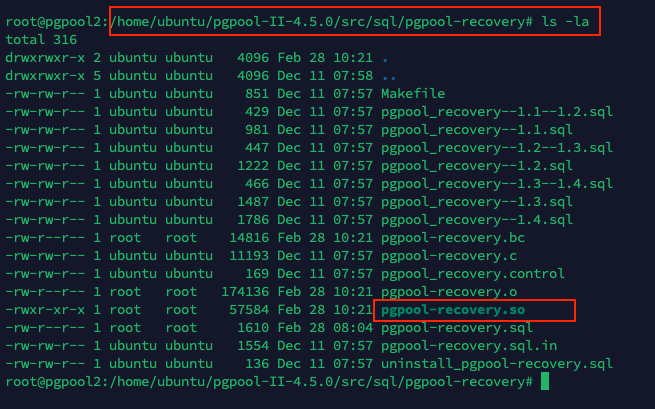 root@pgpool2:/home/ubuntu/pgpool-II-4.5.0/src/sql/pgpool-recovery# ls -la
total 316
drwxrwxr-x 2 ubuntu ubuntu   4096 Feb 28 10:21 .
drwxrwxr-x 5 ubuntu ubuntu   4096 Dec 11 07:58 ..
-rw-rw-r-- 1 ubuntu ubuntu    851 Dec 11 07:57 Makefile
-rw-rw-r-- 1 ubuntu ubuntu    429 Dec 11 07:57 pgpool_recovery--1.1--1.2.sql
-rw-rw-r-- 1 ubuntu ubuntu    981 Dec 11 07:57 pgpool_recovery--1.1.sql
-rw-rw-r-- 1 ubuntu ubuntu    447 Dec 11 07:57 pgpool_recovery--1.2--1.3.sql
-rw-rw-r-- 1 ubuntu ubuntu   1222 Dec 11 07:57 pgpool_recovery--1.2.sql
-rw-rw-r-- 1 ubuntu ubuntu    466 Dec 11 07:57 pgpool_recovery--1.3--1.4.sql
-rw-rw-r-- 1 ubuntu ubuntu   1487 Dec 11 07:57 pgpool_recovery--1.3.sql
-rw-rw-r-- 1 ubuntu ubuntu   1786 Dec 11 07:57 pgpool_recovery--1.4.sql
-rw-r--r-- 1 root   root    14816 Feb 28 10:21 pgpool-recovery.bc
-rw-rw-r-- 1 ubuntu ubuntu  11193 Dec 11 07:57 pgpool-recovery.c
-rw-rw-r-- 1 ubuntu ubuntu    169 Dec 11 07:57 pgpool_recovery.control
-rw-r--r-- 1 root   root   174136 Feb 28 10:21 pgpool-recovery.o
-rwxr-xr-x 1 root   root    57584 Feb 28 10:21 pgpool-recovery.so
-rw-r--r-- 1 root   root     1610 Feb 28 08:04 pgpool-recovery.sql
-rw-rw-r-- 1 ubuntu ubuntu   1554 Dec 11 07:57 pgpool-recovery.sql.in
-rw-rw-r-- 1 ubuntu ubuntu    136 Dec 11 07:57 uninstall_pgpool-recovery.sql
root@pgpool2:/home/ubuntu/pgpool-II-4.5.0/src/sql/pgpool-recovery#